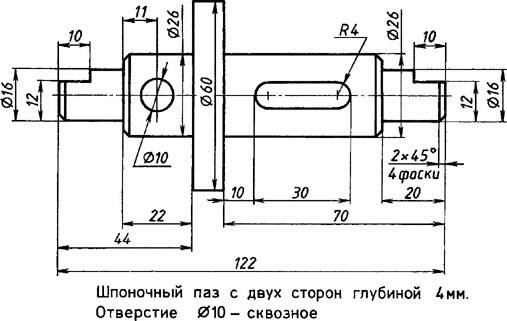 11
Ø26
R4
Ø26
10
10
Ø16
12
Ø60
12
Ø16
Ø10
2×45°
4 фаски
10
30
20
22
70
44
122
Шпоночный паз с двух сторон глубиной 4мм.
Отверстие Ø10 – сквозное